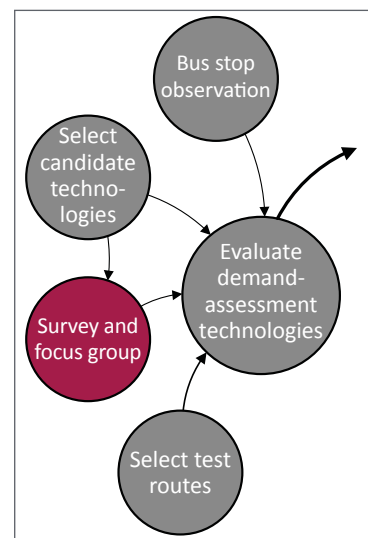 Bus stop
observation
Select
candidate
techno-
logies
Evaluate
demand-
assessment
technologies
Survey and
focus group
Select test
routes